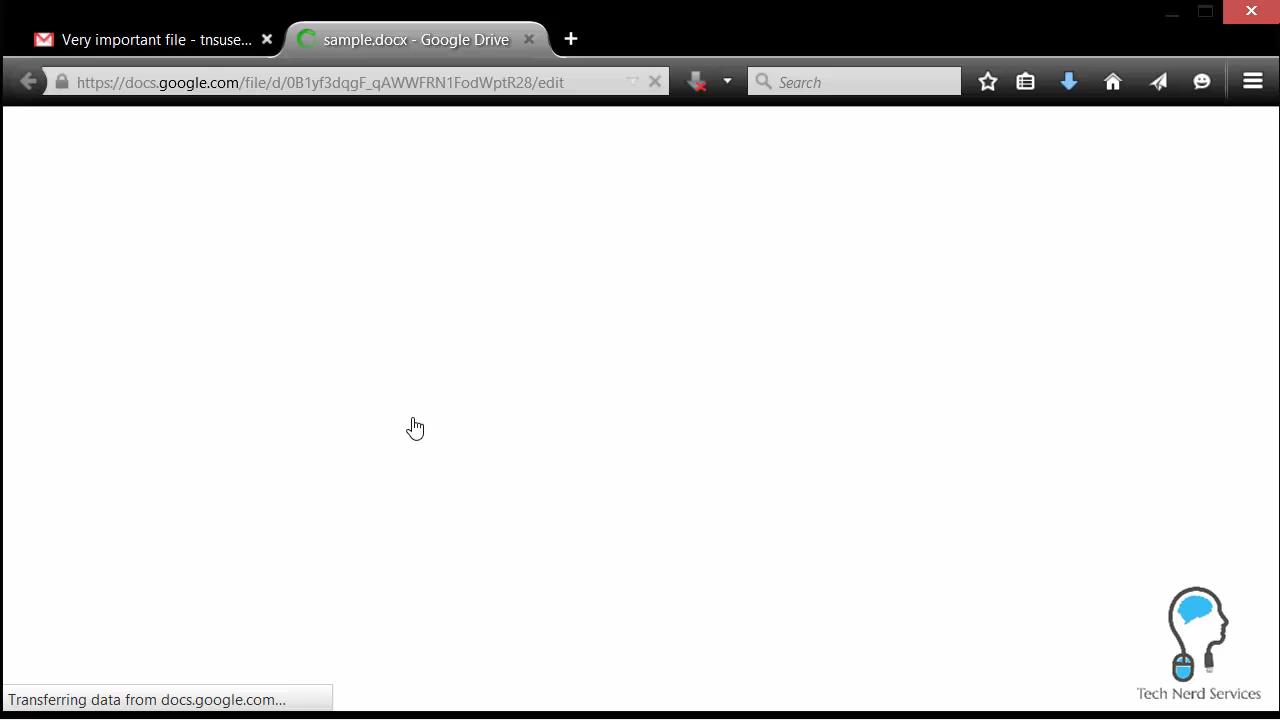 Very important file - tnsuse...
sample.docx - Google Drive
https://docs.google.com/file/d/0B1yf3dqgF_qAWWFRN1FodWptR28/edit
Search
Tech Nerd Services
Transferring data from docs.google.com...